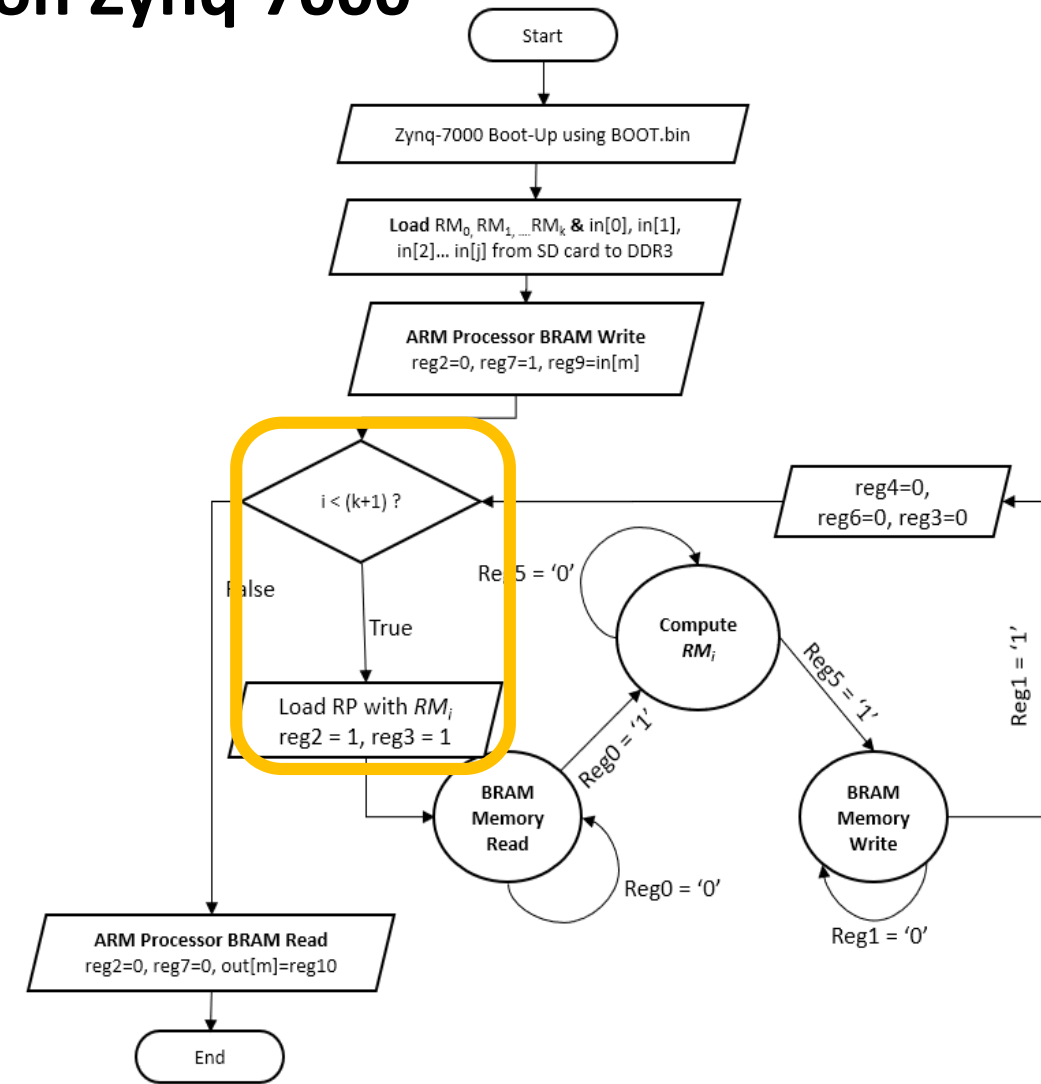 on Zynq-7000
Start
Zynq-7000 Boot-Up using BOOT.bin
Load RM0, RM1, ....RMk & in[0], in[1],
in[2]... in[j] from SD card to DDR3
ARM Processor BRAM Write
reg2=0, reg7=1, reg9=in[m]
i < (k+1) ?
reg4=0,
reg6=0, reg3=0
False
True
Reg5 = ‘0’
Compute
RMi
Reg5 = ‘1’
Reg1 = ‘1’
Load RP with RMi
reg2 = 1, reg3 = 1
Reg0 = ‘1’
BRAM
Memory
Read
BRAM
Memory
Write
Reg0 = ‘0’
Reg1 = ‘0’
ARM Processor BRAM Read
reg2=0, reg7=0, out[m]=reg10
End